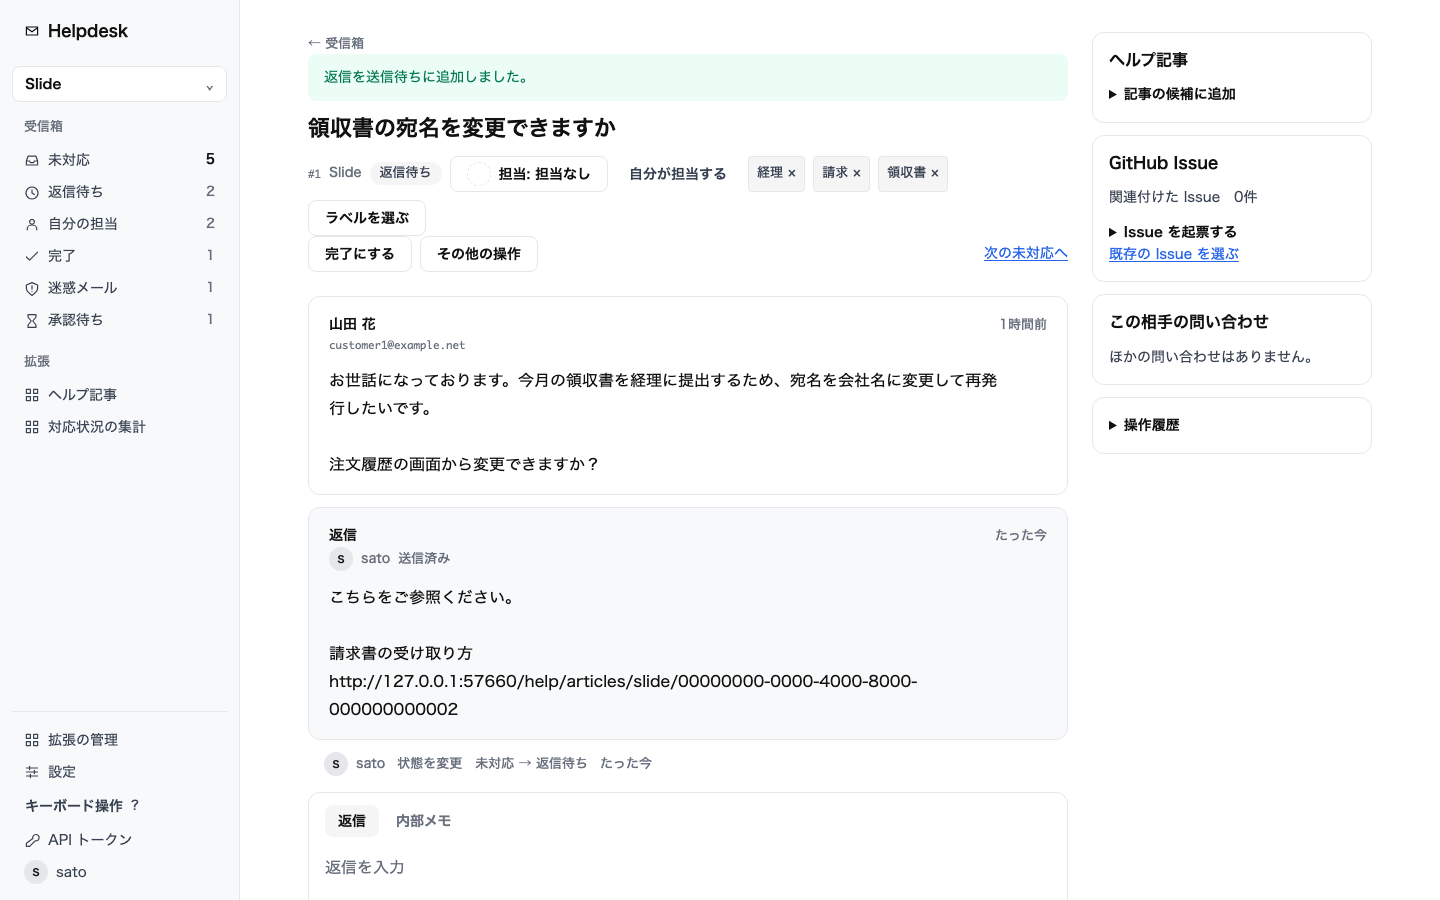 Helpdesk
Slide
受信箱
未対応 5
返信待ち 2
自分の担当 2
完了 1
迷惑メール 1
承認待ち 1
拡張
ヘルプ記事
対応状況の集計
拡張の管理
設定
キーボード操作 ?
API トークン
S sato
← 受信箱
返信を送信待ちに追加しました。
領収書の宛名を変更できますか
#1 Slide 返信待ち 担当: 担当なし 自分が担当する 経理 × 請求 × 領収書 ×
ラベルを選ぶ
完了にする その他の操作 次の未対応へ
山田 花 1時間前
customer1@example.net
お世話になっております。今月の領収書を経理に提出するため、宛名を会社名に変更して再発
行したいです。
注文履歴の画面から変更できますか？
返信 たった今
S sato 送信済み
こちらをご参照ください。
請求書の受け取り方
http://127.0.0.1:57660/help/articles/slide/00000000-0000-4000-8000-
000000000002
S sato 状態を変更 未対応 → 返信待ち たった今
返信 内部メモ
返信を入力
ヘルプ記事
▶ 記事の候補に追加
GitHub Issue
関連付けた Issue 0件
▶ Issue を起票する
既存の Issue を選ぶ
この相手の問い合わせ
ほかの問い合わせはありません。
▶ 操作履歴